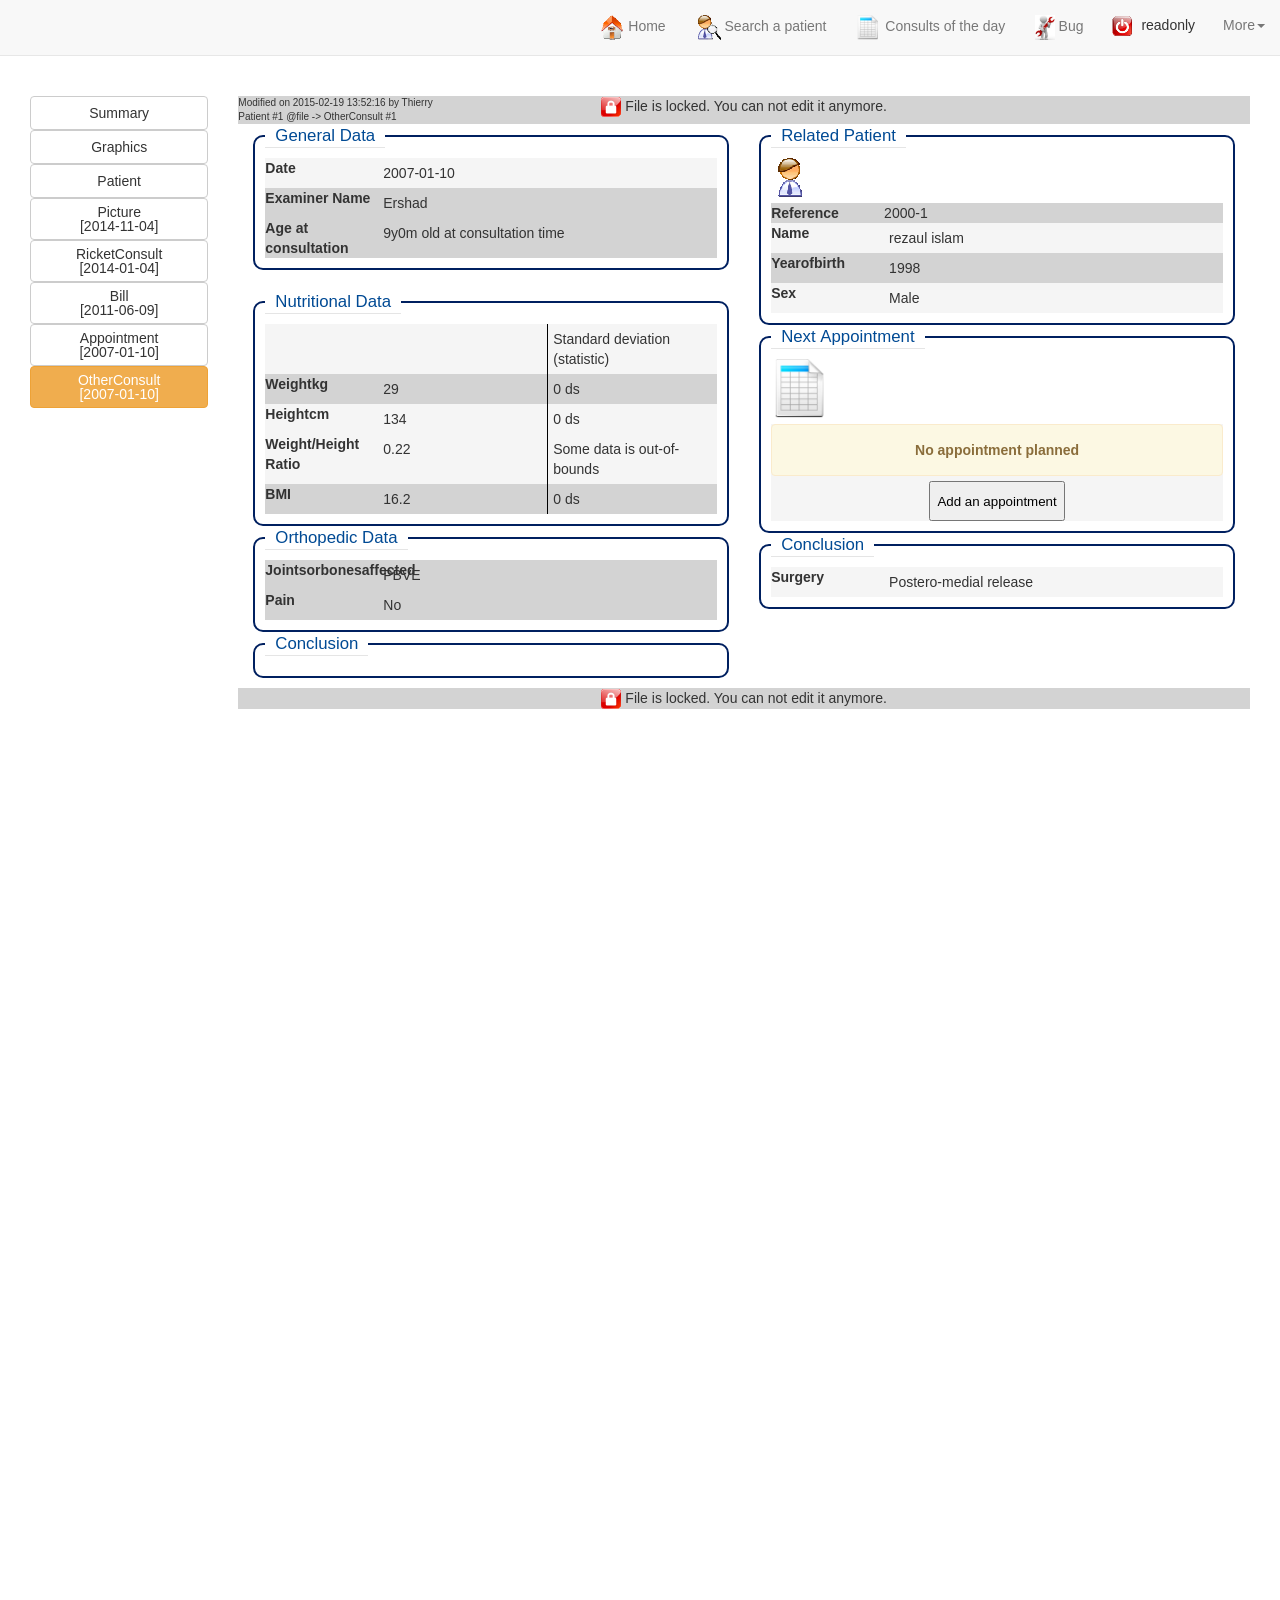 Home
Search a patient
Consults of the day
Bug
readonly
More
Summary
Graphics
Patient
Picture
[2014-11-04]
RicketConsult
[2014-01-04]
Bill
[2011-06-09]
Appointment
[2007-01-10]
OtherConsult
[2007-01-10]
Modified on 2015-02-19 13:52:16 by Thierry
Patient #1 @file -> OtherConsult #1
File is locked. You can not edit it anymore.
General Data
Date 2007-01-10
Examiner Name Ershad
Age at
consultation
9y0m old at consultation time
Nutritional Data
Standard deviation
(statistic)
Weightkg 29 0 ds
Heightcm 134 0 ds
Weight/Height
Ratio
0.22
Some data is out-of-
bounds
BMI 16.2 0 ds
Orthopedic Data
Jointsorbonesaffected PBVE
Pain No
Conclusion
Related Patient
Reference 2000-1
Name rezaul islam
Yearofbirth 1998
Sex Male
Next Appointment
No appointment planned
Add an appointment
Conclusion
Surgery Postero-medial release
File is locked. You can not edit it anymore.